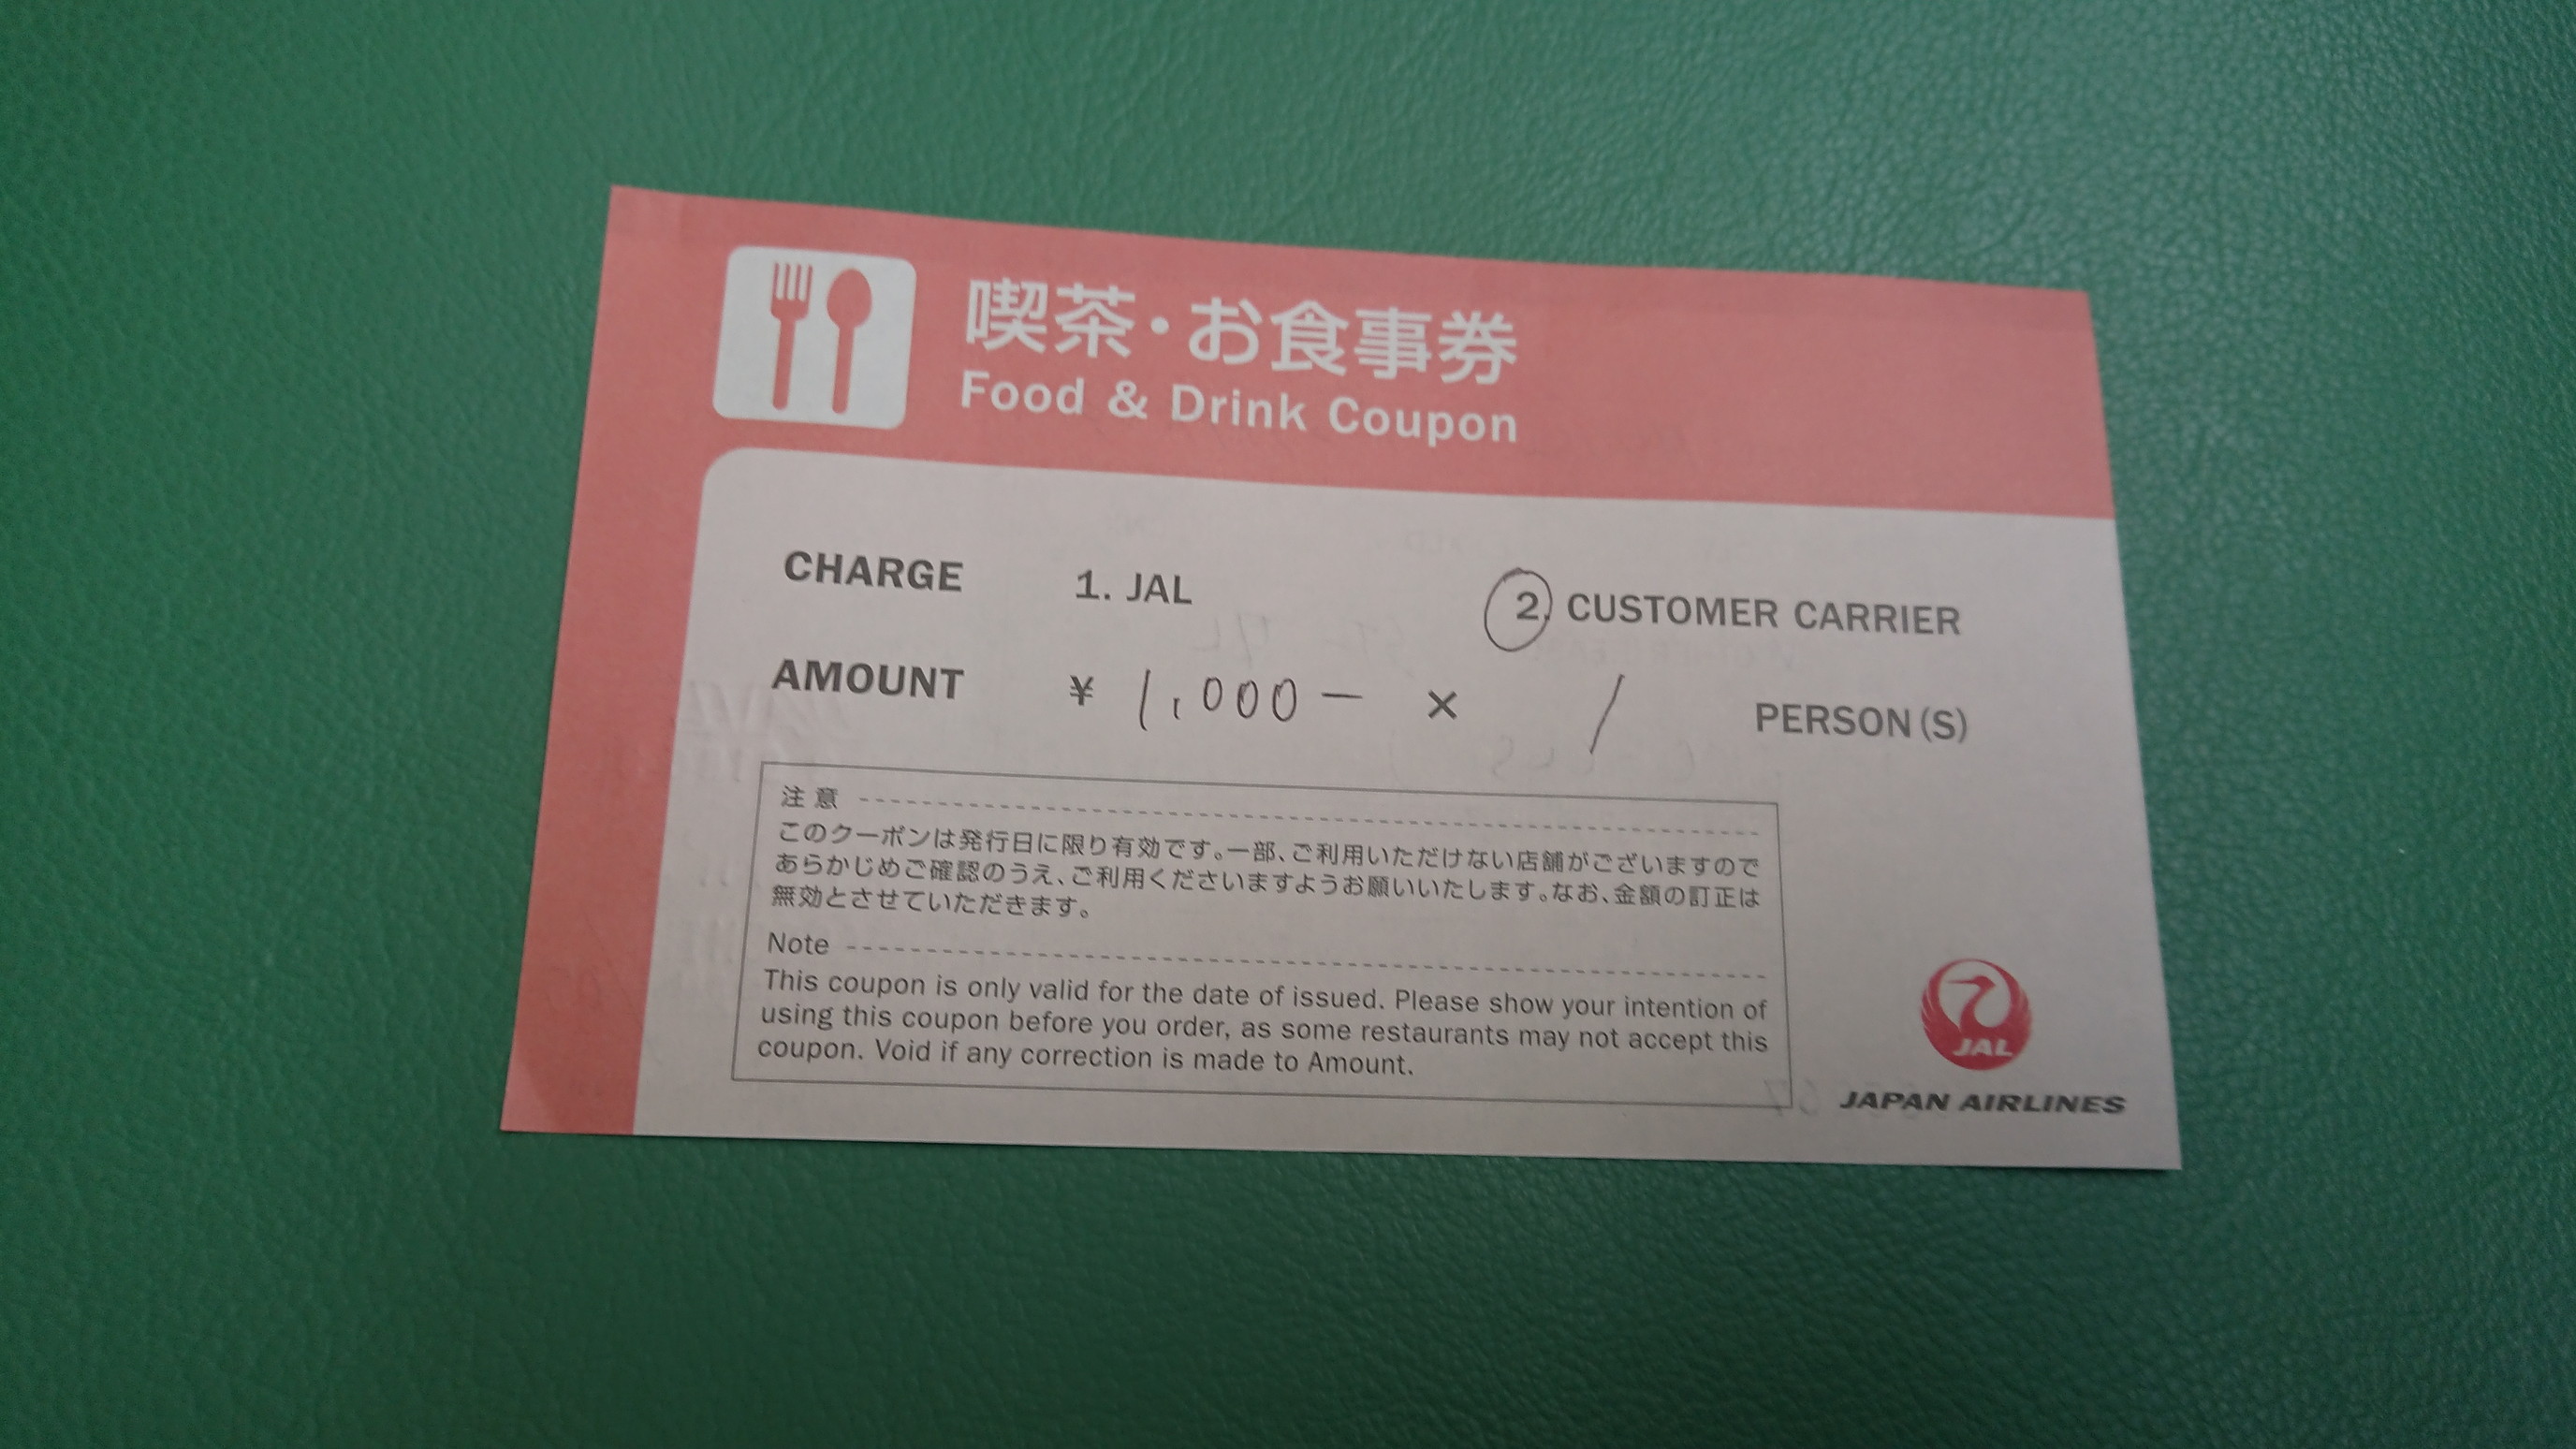 喫茶・お食事券
Food & Drink Coupon
CHARGE 1. JAL 2. CUSTOMER CARRIER
AMOUNT ¥ 1,000 – × 1 PERSON(S)
注意
このクーポンは発行日に限り有効です。一部、ご利用いただけない店舗がございますので
あらかじめご確認のうえ、ご利用くださいますようお願いいたします。なお、金額の訂正は
無効とさせていただきます。
Note
This coupon is only valid for the date of issued. Please show your intention of
using this coupon before you order, as some restaurants may not accept this
coupon. Void if any correction is made to Amount.
JAL
JAPAN AIRLINES